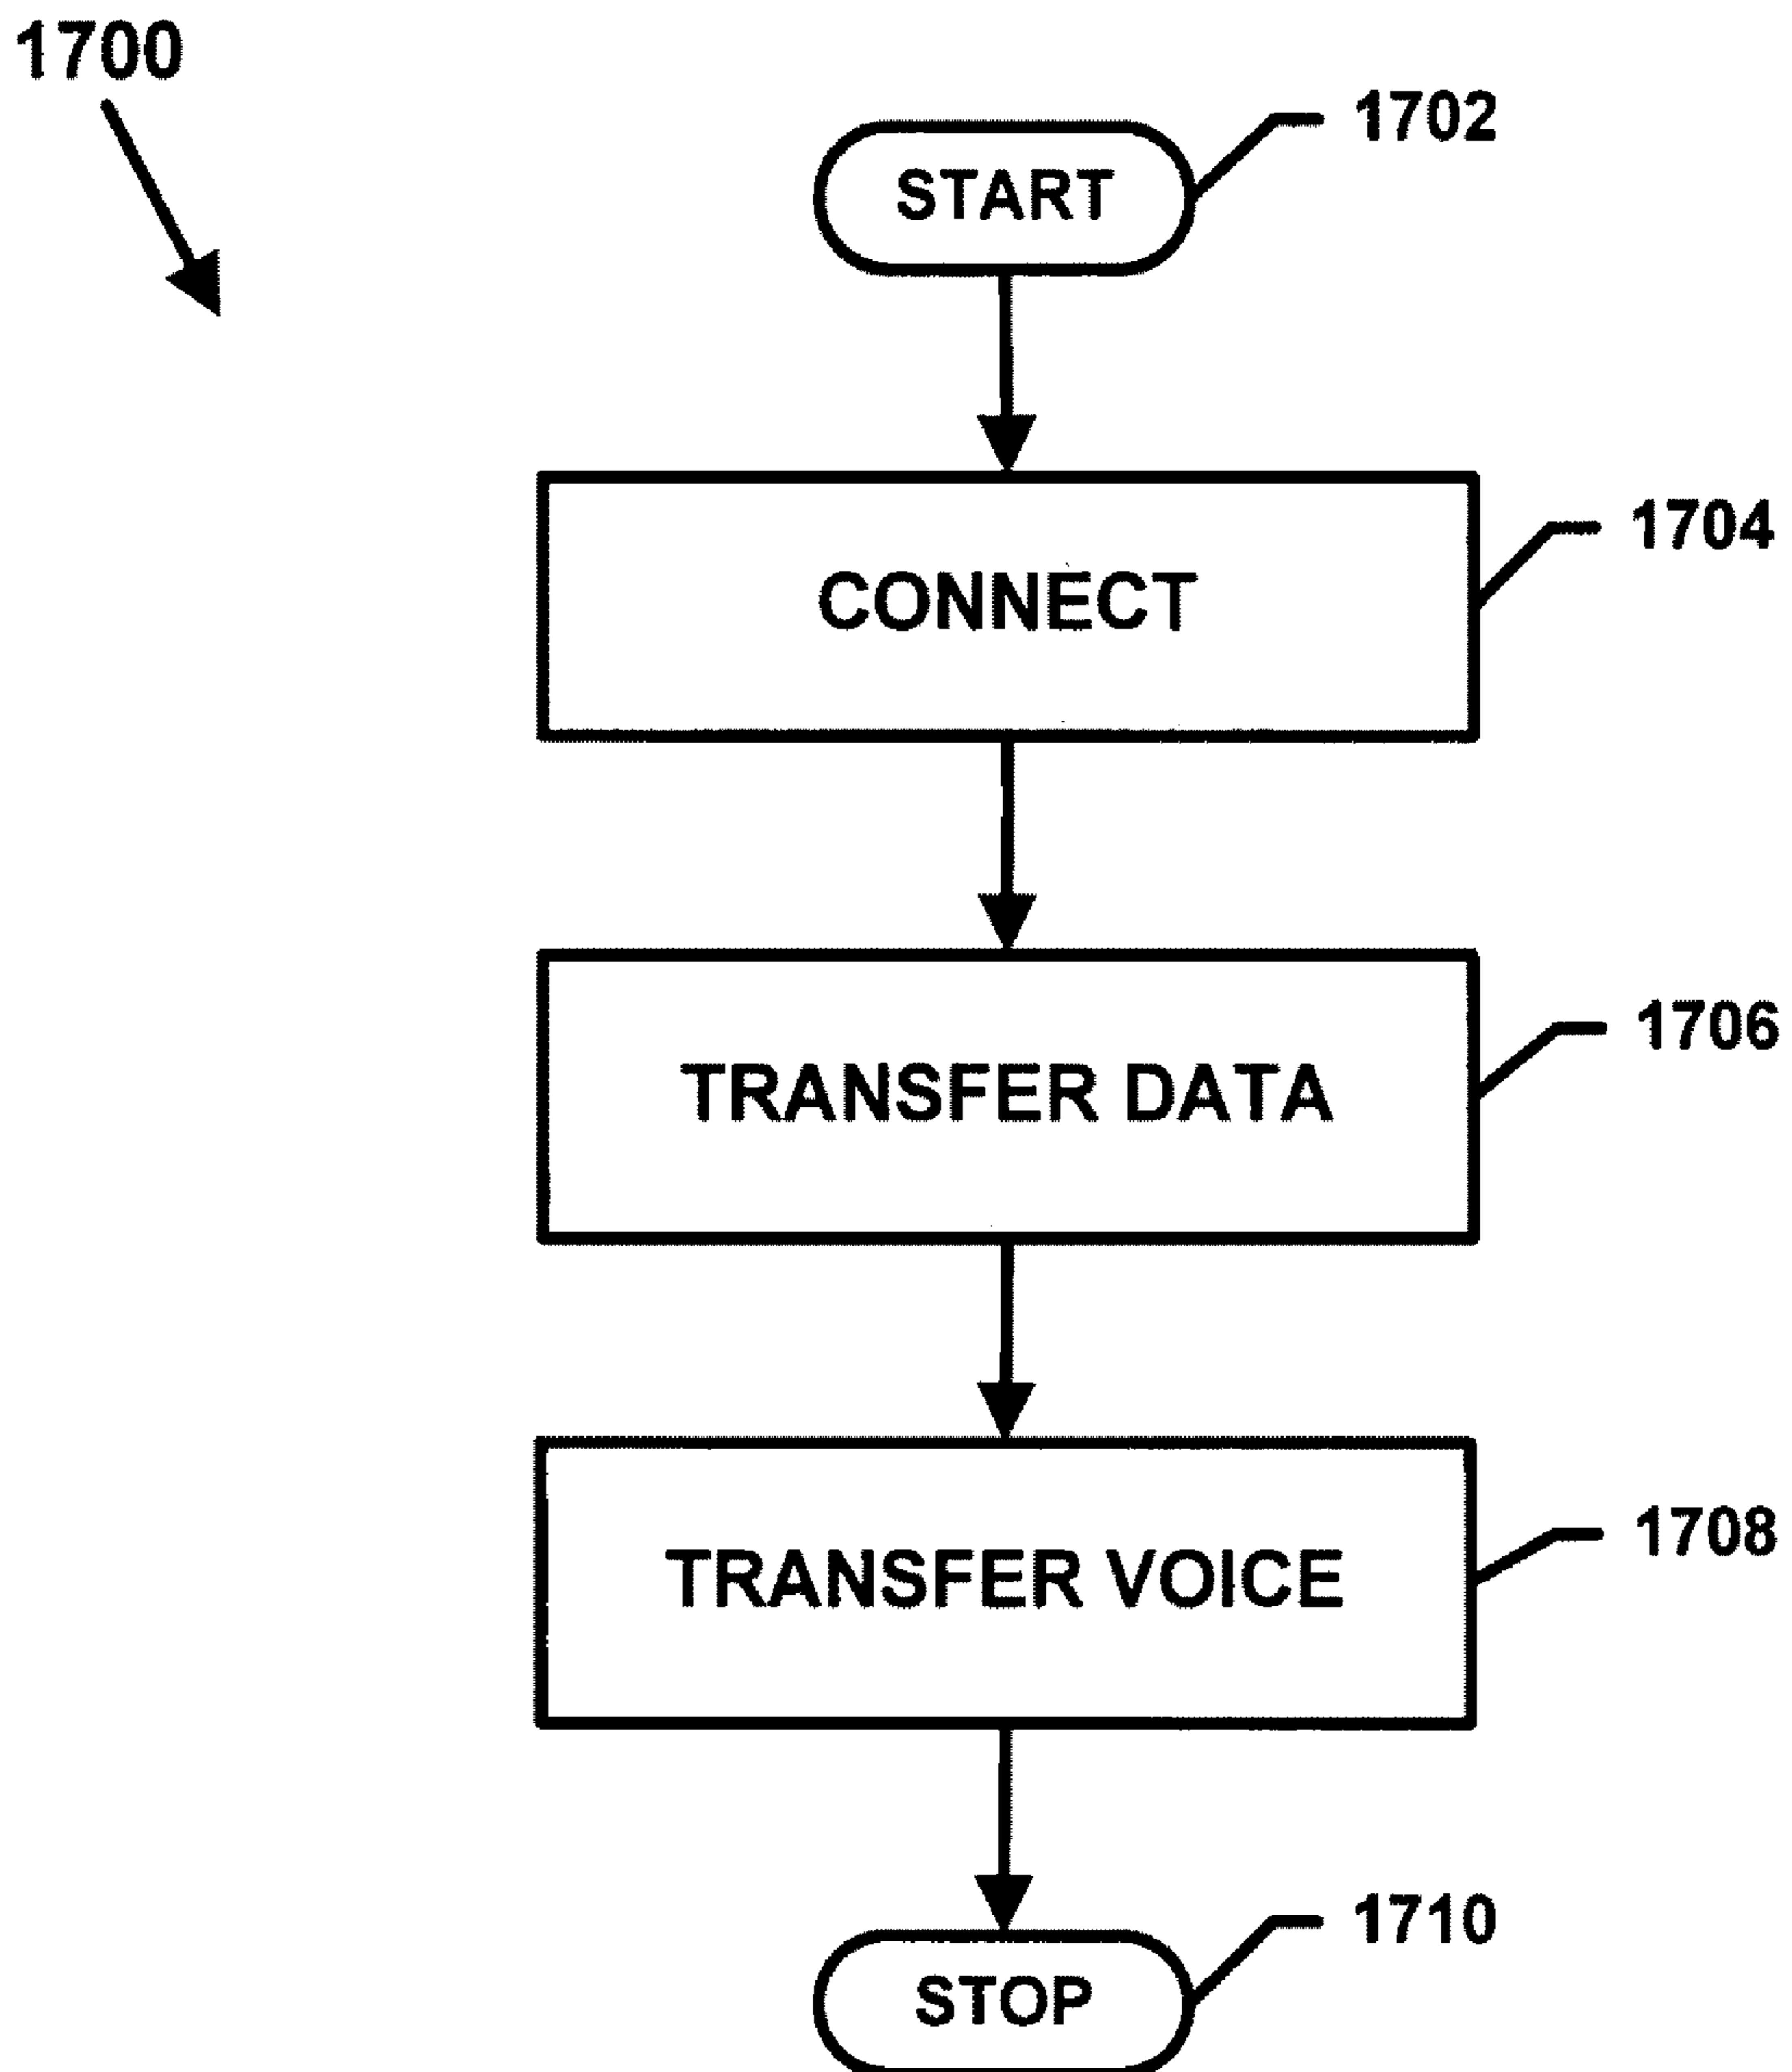 1700
1702
START
1704
CONNECT
1706
TRANSFER DATA
1708
TRANSFER VOICE
1710
STOP